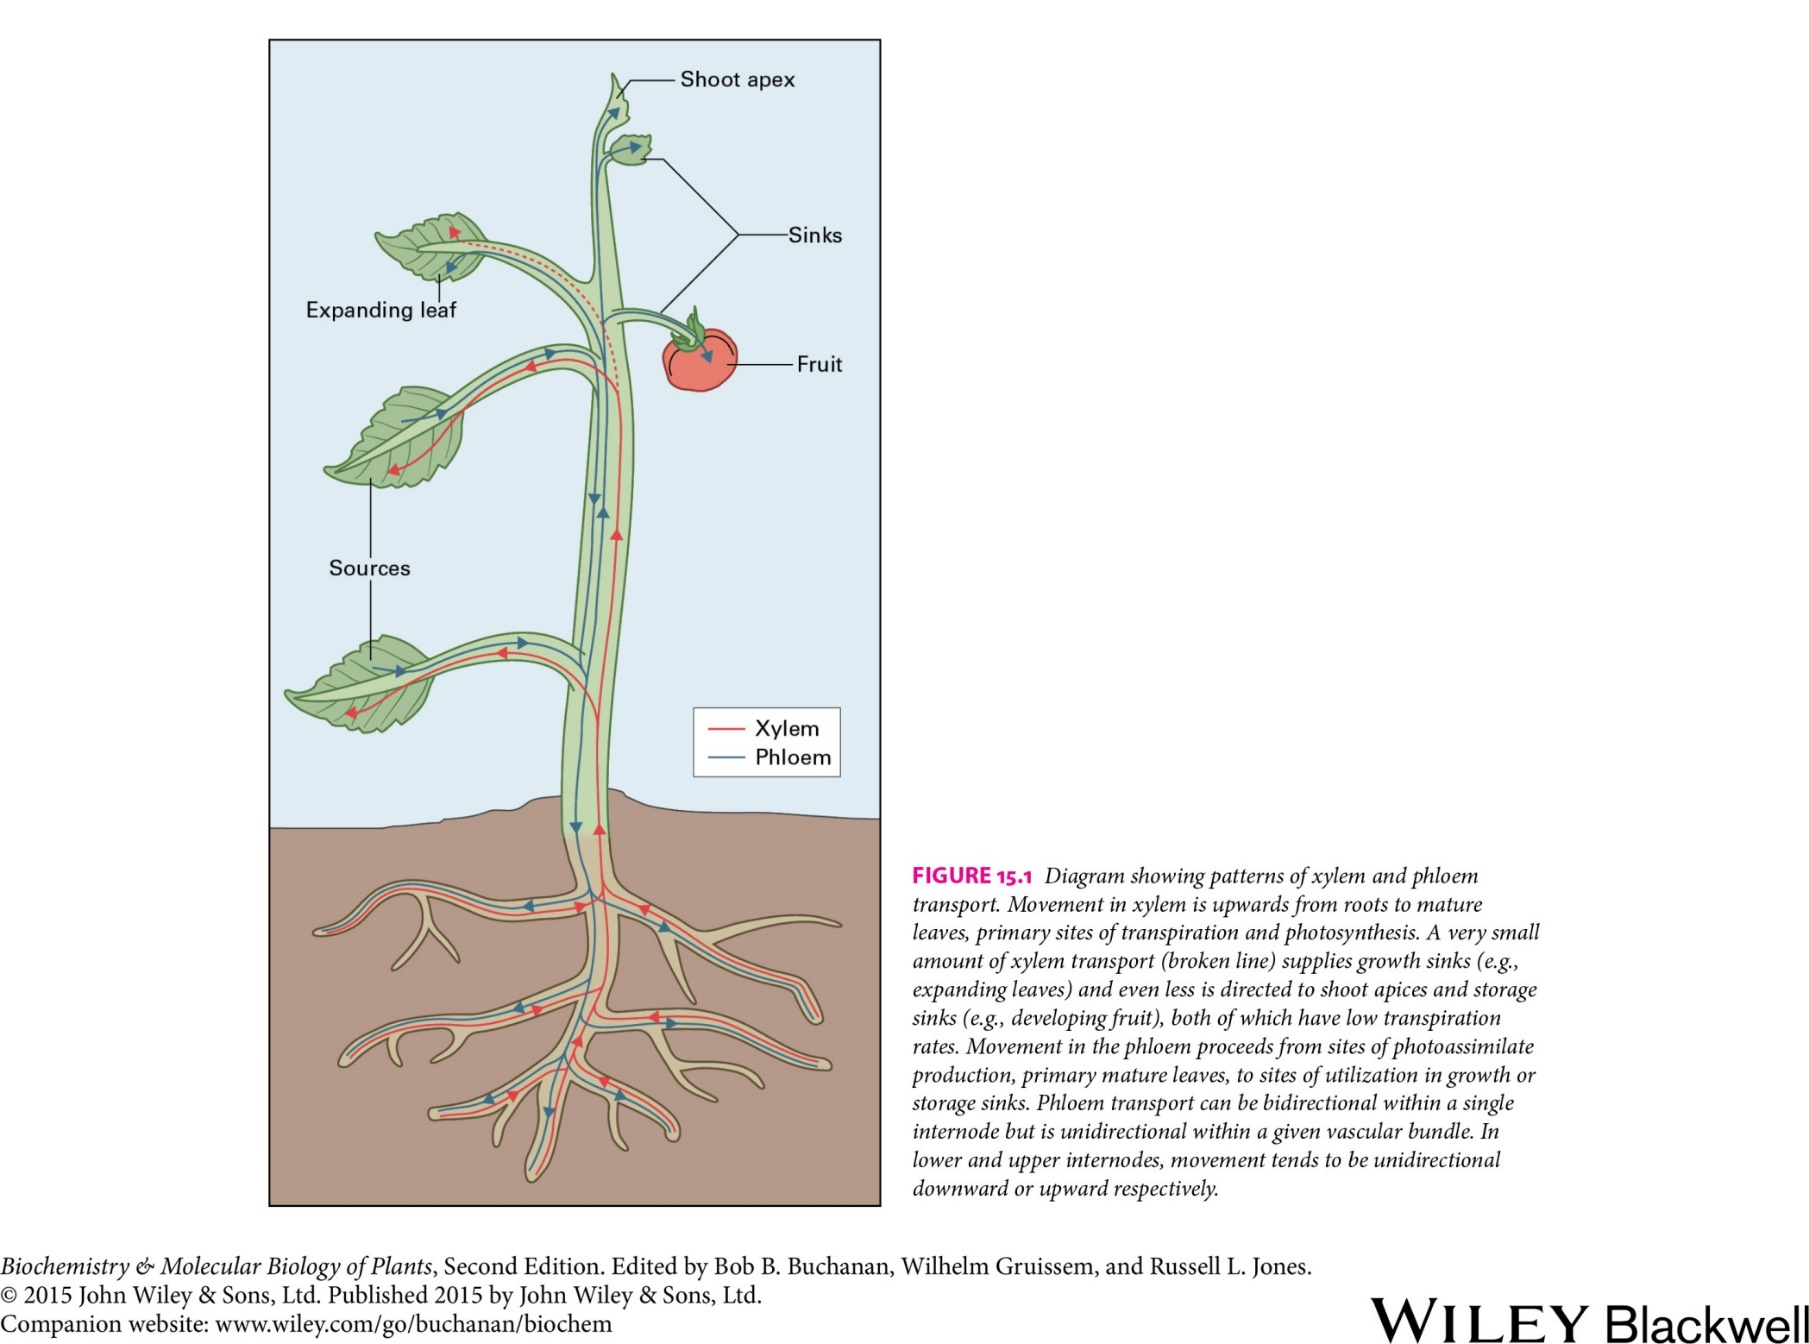 Shoot apex
Sinks
Expanding leaf
Fruit
Sources
Xylem
Phloem
FIGURE 15.1 Diagram showing patterns of xylem and phloem
transport. Movement in xylem is upwards from roots to mature
leaves, primary sites of transpiration and photosynthesis. A very small
amount of xylem transport (broken line) supplies growth sinks (e.g.,
expanding leaves) and even less is directed to shoot apices and storage
sinks (e.g., developing fruit), both of which have low transpiration
rates. Movement in the phloem proceeds from sites of photoassimilate
production, primary mature leaves, to sites of utilization in growth or
storage sinks. Phloem transport can be bidirectional within a single
internode but is unidirectional within a given vascular bundle. In
lower and upper internodes, movement tends to be unidirectional
downward or upward respectively.
Biochemistry & Molecular Biology of Plants, Second Edition. Edited by Bob B. Buchanan, Wilhelm Gruissem, and Russell L. Jones.
© 2015 John Wiley & Sons, Ltd. Published 2015 by John Wiley & Sons, Ltd.
Companion website: www.wiley.com/go/buchanan/biochem
WILEY Blackwell